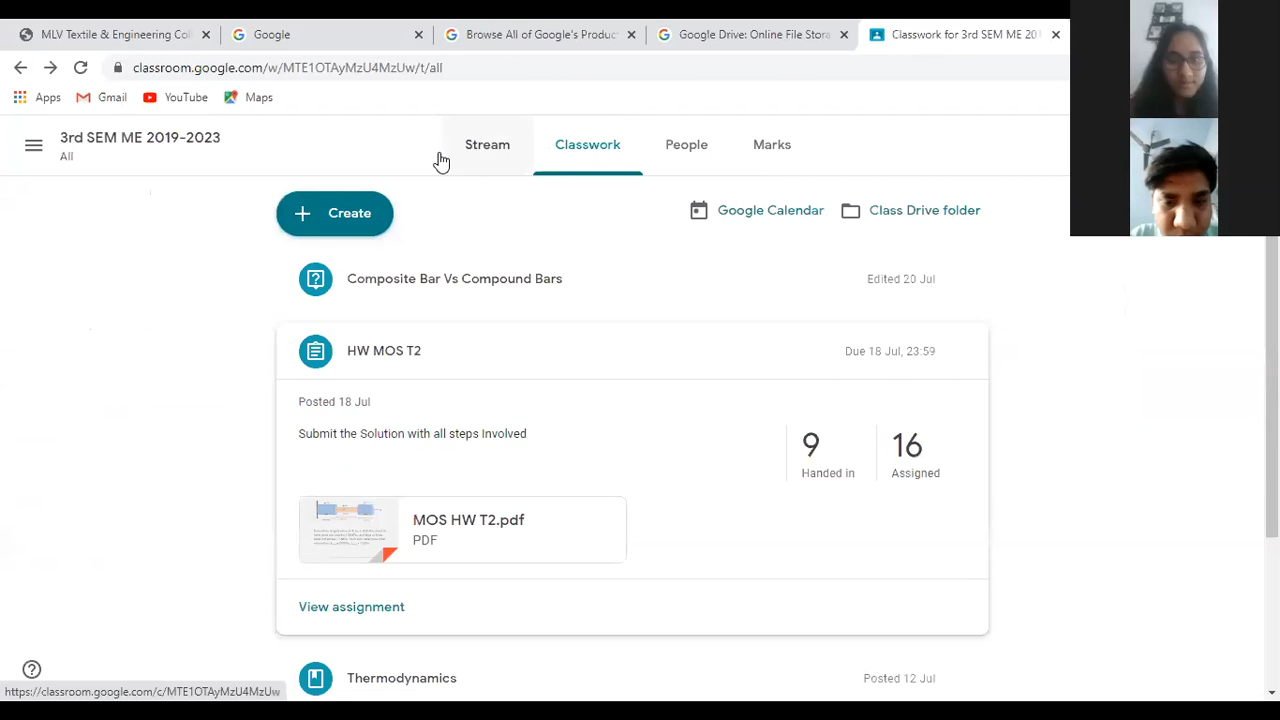 MLV Textile & Engineering Col
Google
Browse All of Google's Produc
Google Drive: Online File Stora
Classwork for 3rd SEM ME 201
classroom.google.com/w/MTE1OTAyMzU4MzUw/t/all
Apps
Gmail
YouTube
Maps
3rd SEM ME 2019-2023
All
Stream
Classwork
People
Marks
Create
Google Calendar
Class Drive folder
Composite Bar Vs Compound Bars
Edited 20 Jul
HW MOS T2
Due 18 Jul, 23:59
Posted 18 Jul
Submit the Solution with all steps Involved
9
Handed in
16
Assigned
MOS HW T2.pdf
PDF
View assignment
Thermodynamics
Posted 12 Jul
https://classroom.google.com/c/MTE1OTAyMzU4MzUw